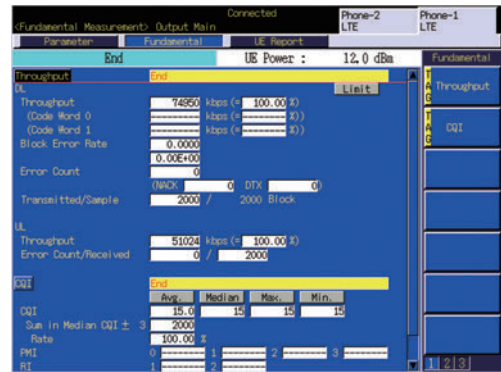 Connected
<Fundamental Measurement> Output Main
Phone-2 LTE
Phone-1 LTE
Parameter Fundamental UE Report
End UE Power : 12.0 dBm Fundamental
Throughput End
DL Limit
Throughput 74950 kbps (= 100.00 %)
(Code Word 0 -------- kbps (= ------ %))
(Code Word 1 -------- kbps (= ------ %))
Block Error Rate 0.0000
0.00E+00
Error Count 0
(NACK 0 DTX 0)
Transmitted/Sample 2000 / 2000 Block
UL
Throughput 51024 kbps (= 100.00 %)
Error Count/Received 0 / 2000
CQI End
Avg. Median Max. Min.
CQI 15.0 15 15 15
Sum in Median CQI ± 3 2000
Rate 100.00 %
PMI 0 -------- 1 -------- 2 -------- 3 --------
RI 1 -------- 2 --------
TAG Throughput
TAG CQI
1 2 3